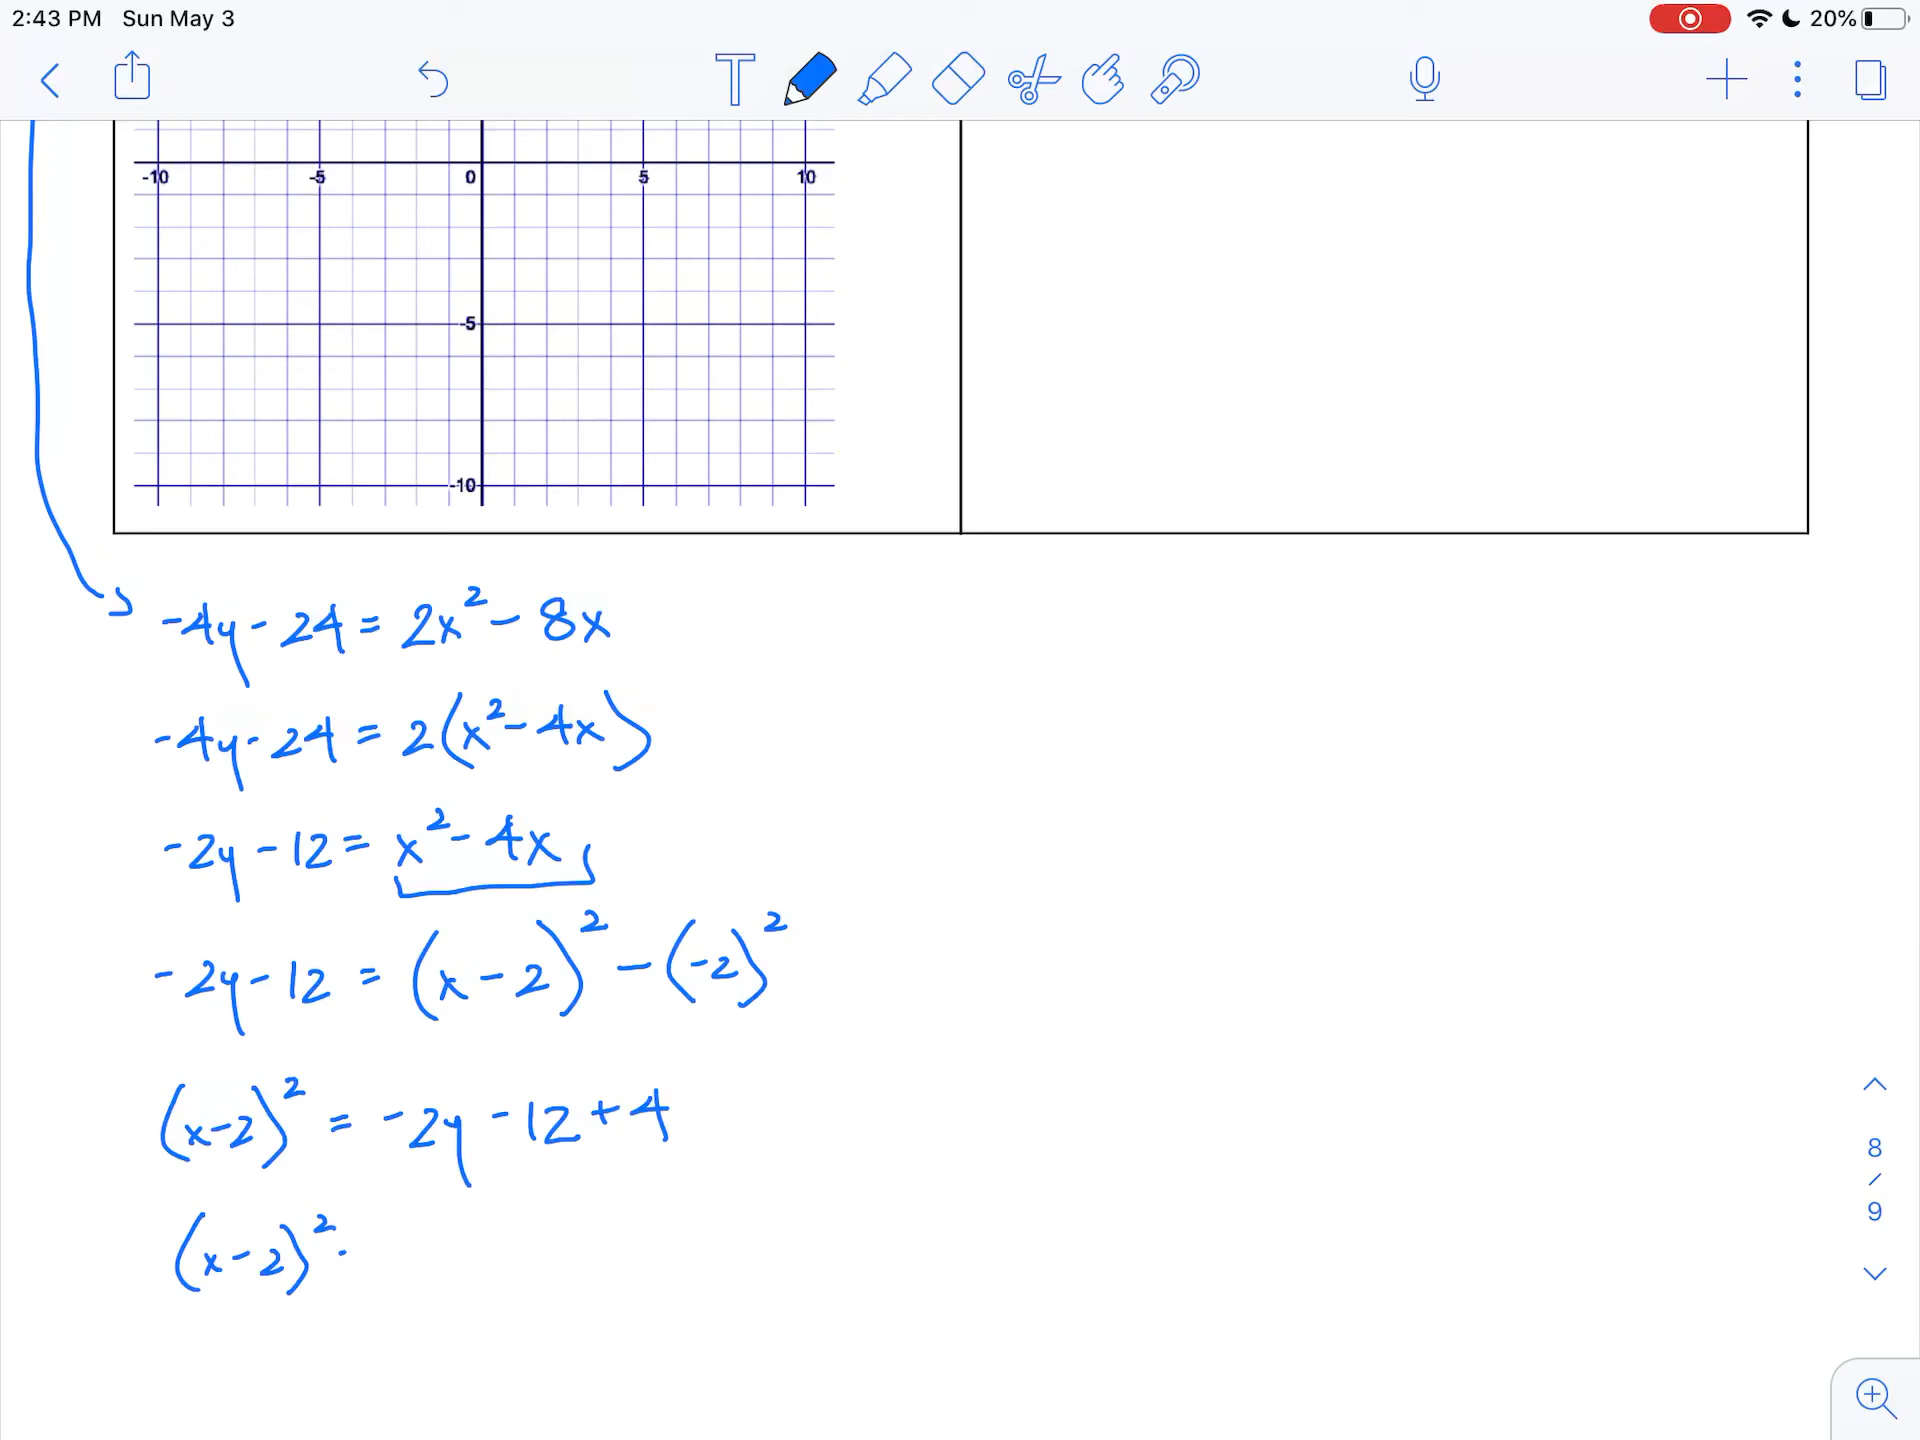 2:43 PM Sun May 3 20%
T
-10 -5 0 5 10
-5
-10
-4y - 24 = 2x² - 8x
-4y - 24 = 2(x² - 4x)
-2y - 12 = x² - 4x
-2y - 12 = (x - 2)² - (-2)²
(x-2)² = -2y - 12 + 4
(x-2)²
8
/
9